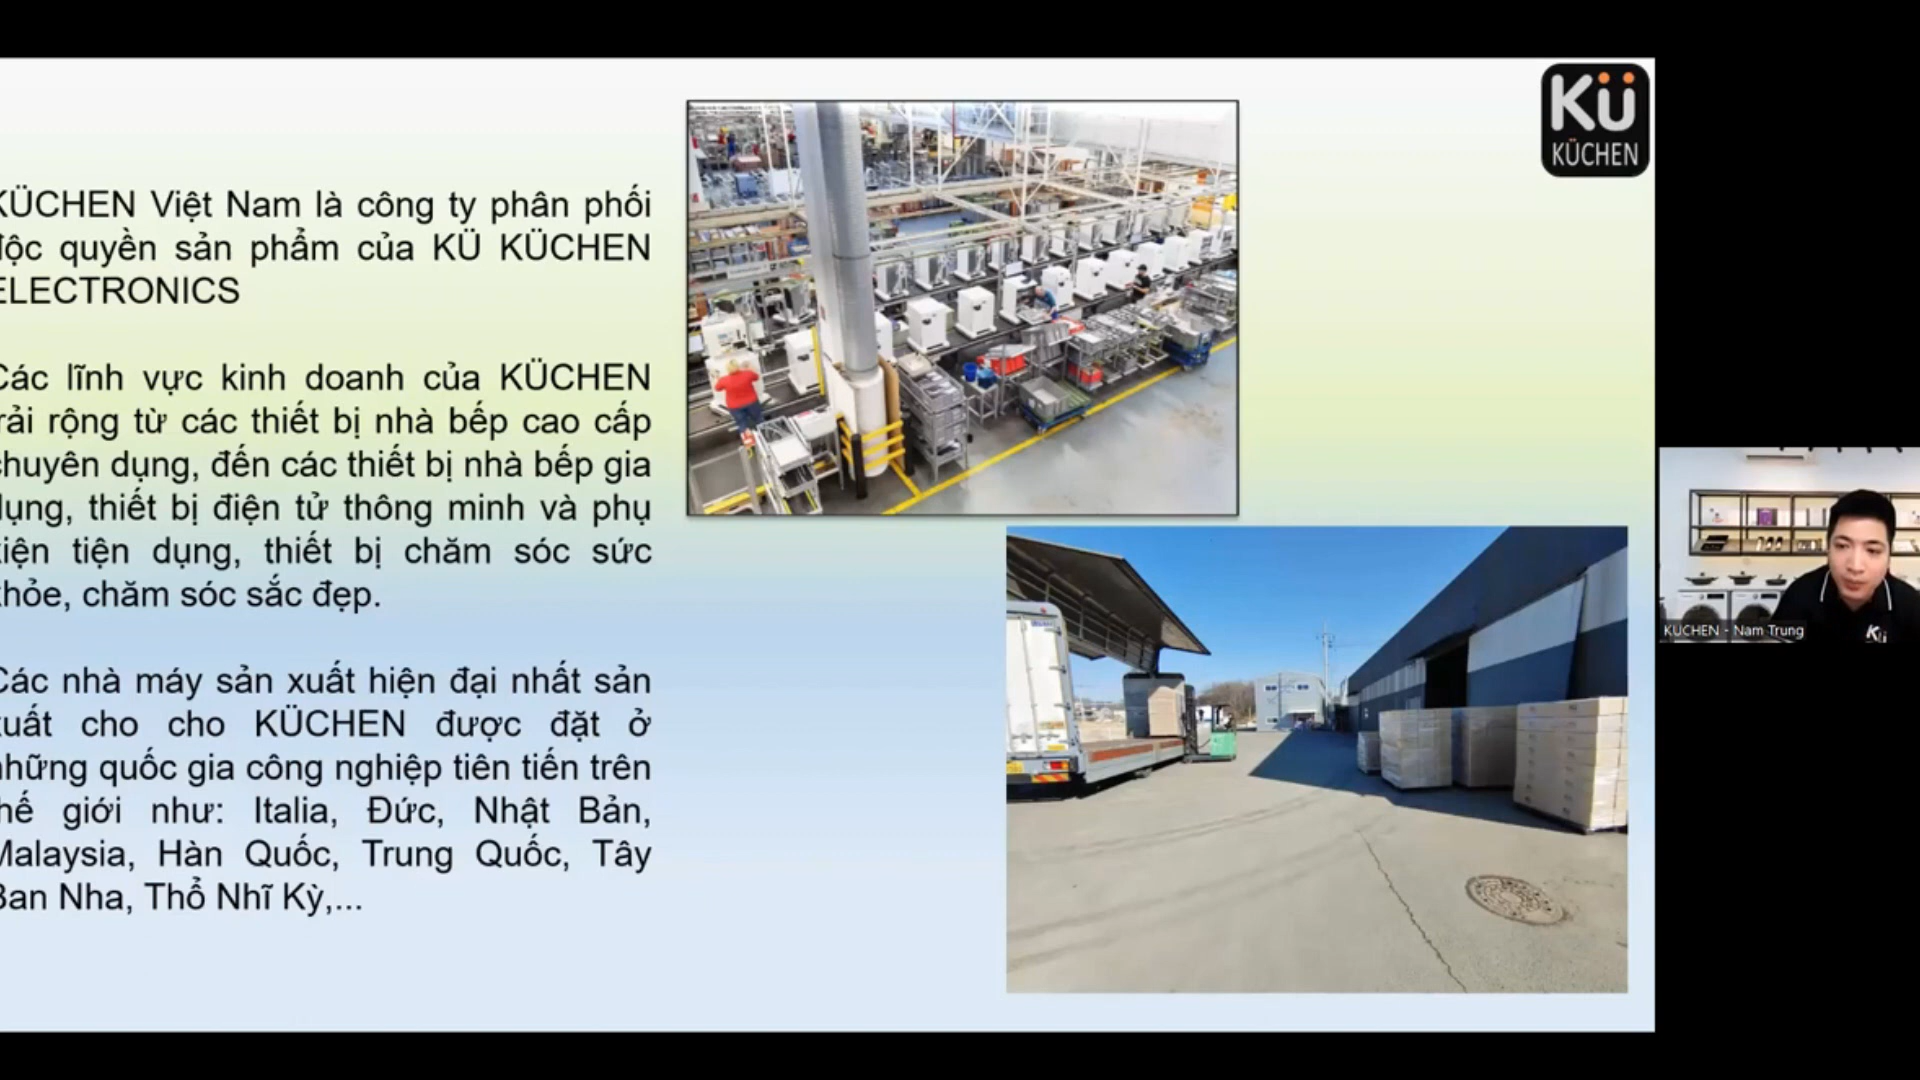 KÜ
KÜCHEN
KÜCHEN Việt Nam là công ty phân phối
độc quyền sản phẩm của KÜ KÜCHEN
ELECTRONICS
Các lĩnh vực kinh doanh của KÜCHEN
trải rộng từ các thiết bị nhà bếp cao cấp
chuyên dụng, đến các thiết bị nhà bếp gia
dụng, thiết bị điện tử thông minh và phụ
kiện tiện dụng, thiết bị chăm sóc sức
khỏe, chăm sóc sắc đẹp.
Các nhà máy sản xuất hiện đại nhất sản
xuất cho cho KÜCHEN được đặt ở
những quốc gia công nghiệp tiên tiến trên
thế giới như: Italia, Đức, Nhật Bản,
Malaysia, Hàn Quốc, Trung Quốc, Tây
Ban Nha, Thổ Nhĩ Kỳ,...
KÜCHEN - Nam Trung
Kü